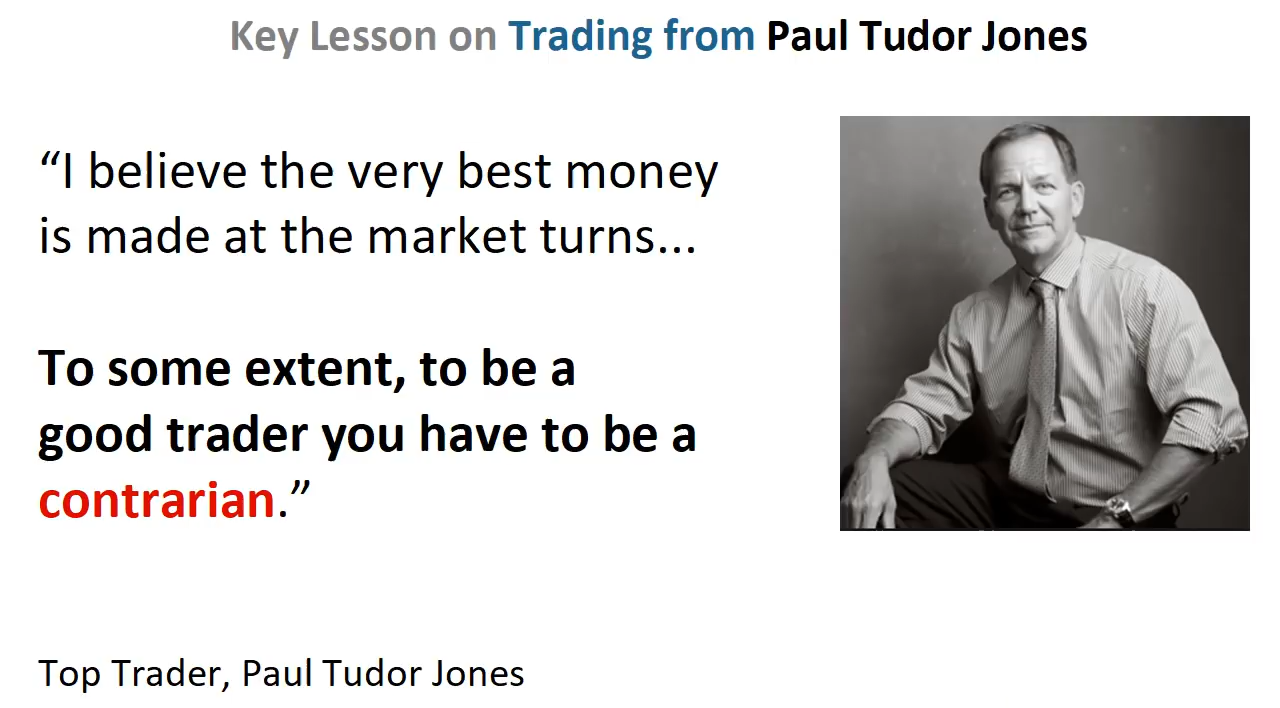 Key Lesson on Trading from Paul Tudor Jones
“I believe the very best money
is made at the market turns...
To some extent, to be a
good trader you have to be a
contrarian.”
Top Trader, Paul Tudor Jones